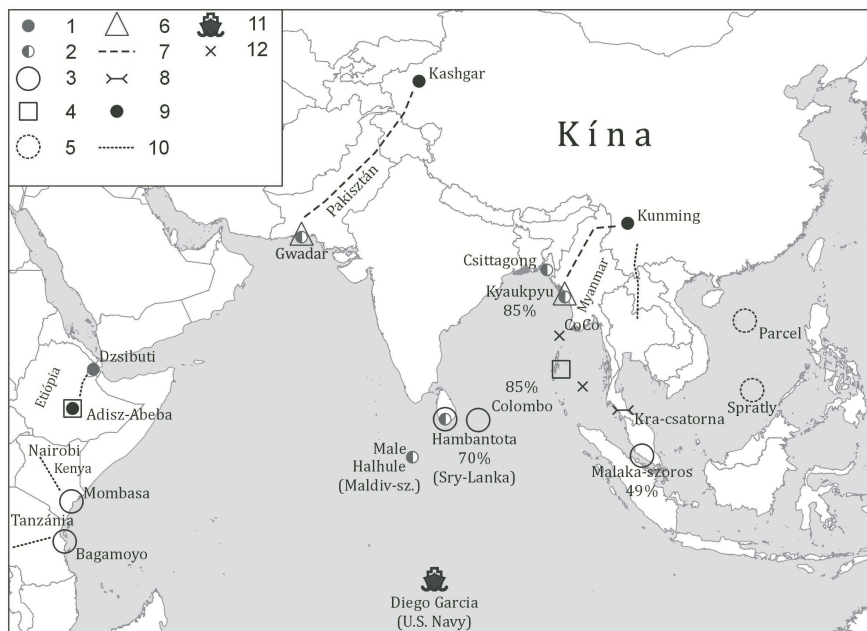 1 6 11
2 7 12
3 8
4 9
5 10
Kashgar
Kína
Pakisztán
Kunming
Gwadar
Csittagong
Kyaukpyu
85%
Myanmar
CoCo
Parcel
Dzsibuti
Etiópia
Adisz-Abeba
85%
Colombo
Spratly
Kra-csatorna
Hambantota
70%
(Sry-Lanka)
Male
Halhule
(Maldiv-sz.)
Malaka-szoros
49%
Nairobi
Kenya
Mombasa
Tanzánia
Bagamoyo
Diego Garcia
(U.S. Navy)